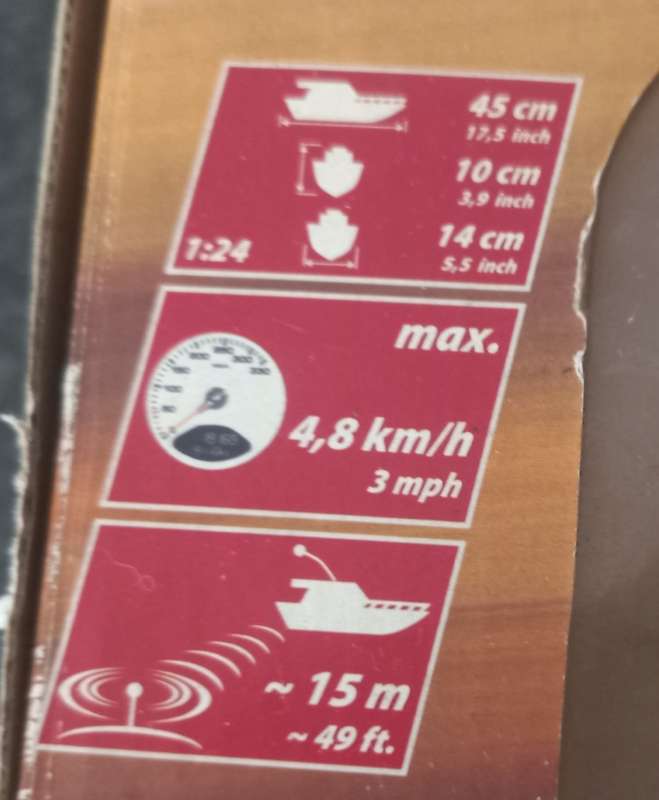 45 cm
17,5 inch
10 cm
3,9 inch
14 cm
1:24
5,5 inch
max.
4,8 km/h
3 mph
~ 15 m
~ 49 ft.